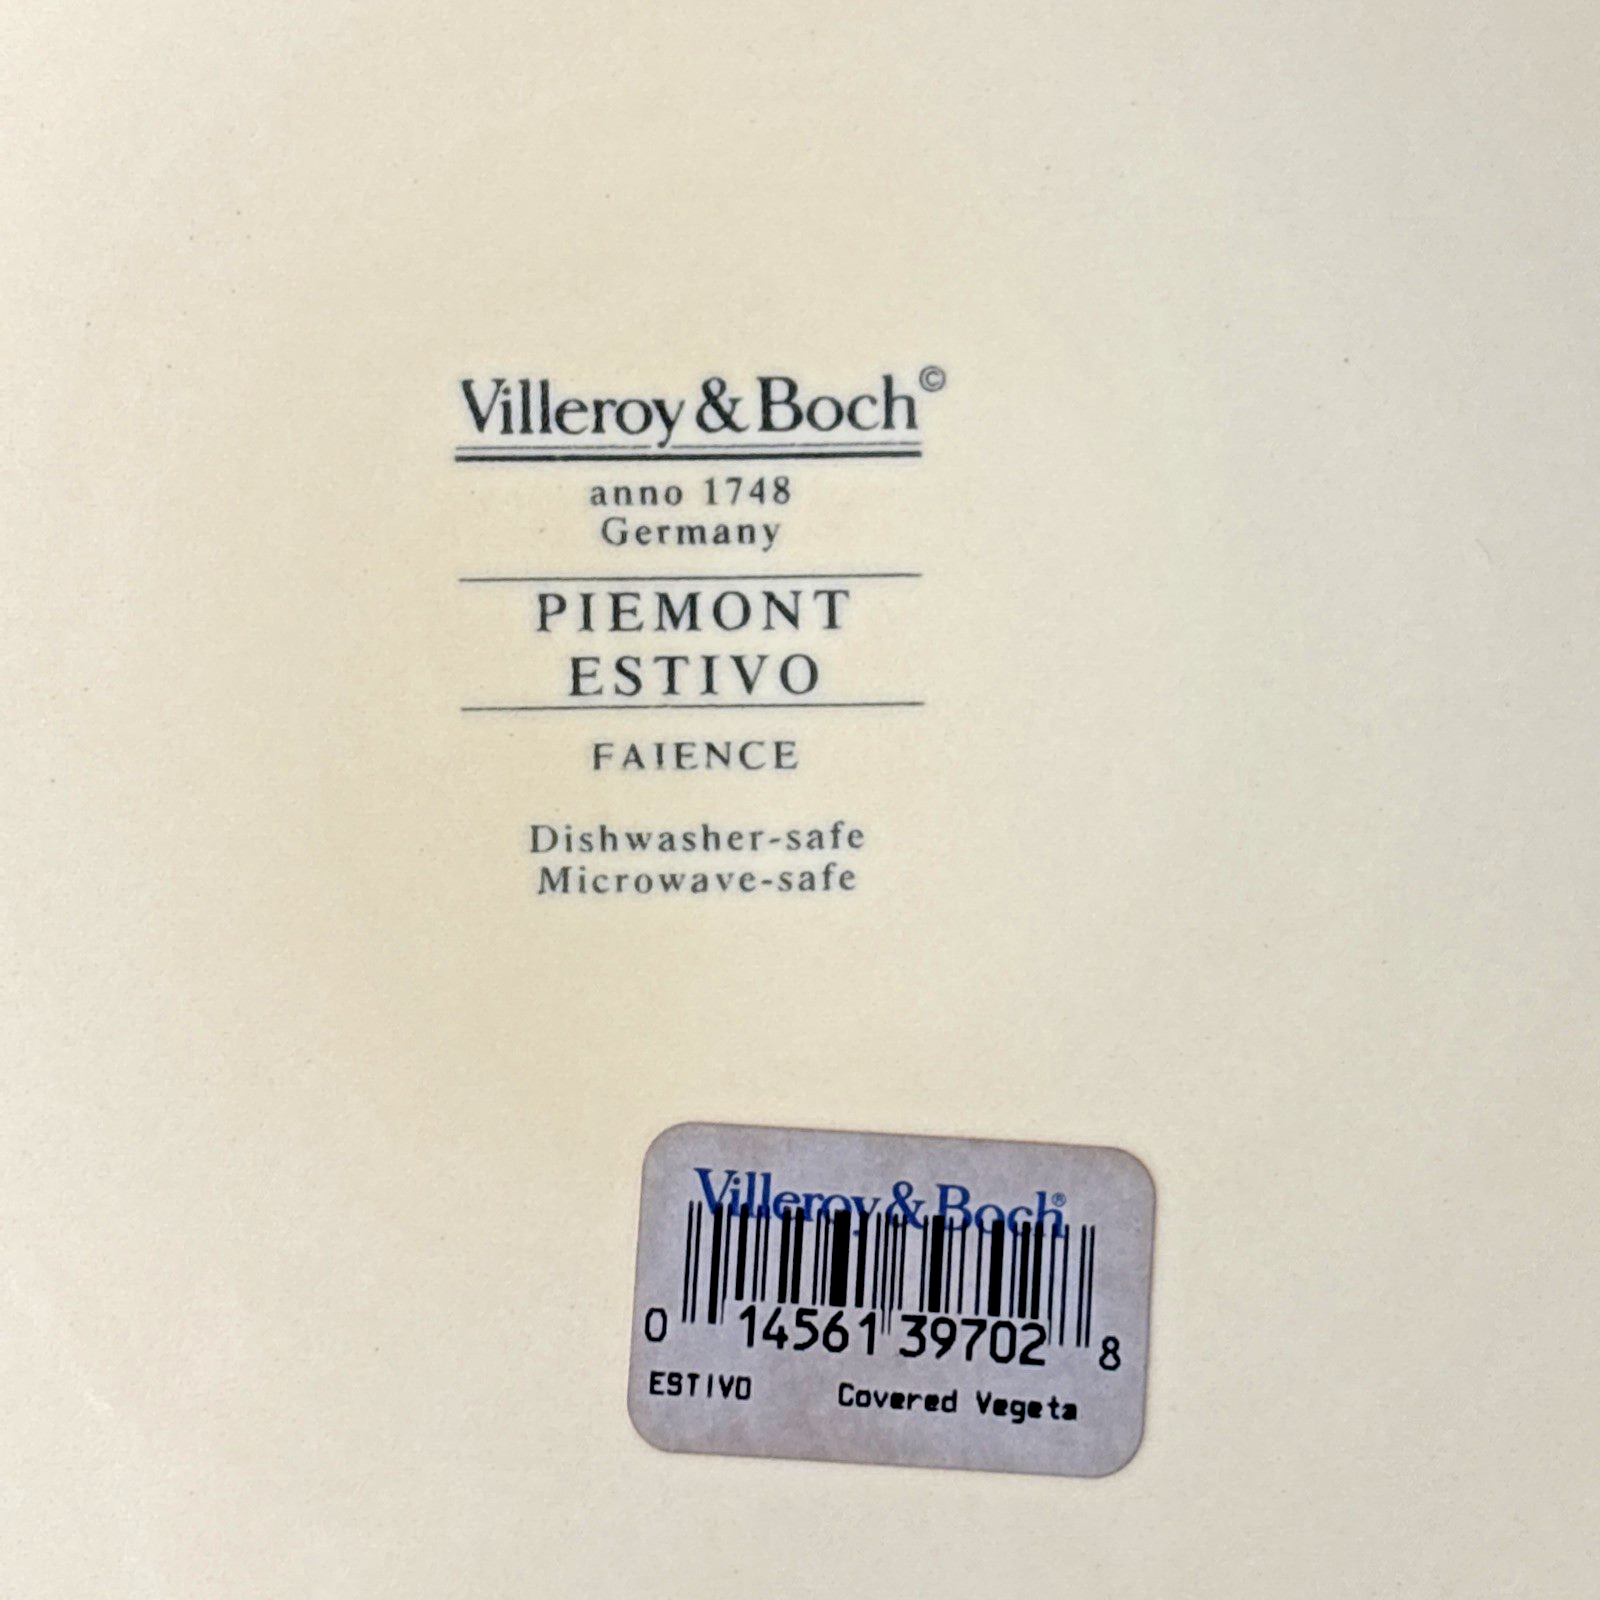 Villeroy & Boch©
anno 1748
Germany
PIEMONT
ESTIVO
FAIENCE
Dishwasher-safe
Microwave-safe
Villeroy & Boch®
0 14561 39702 8
ESTIVO Covered Vegeta